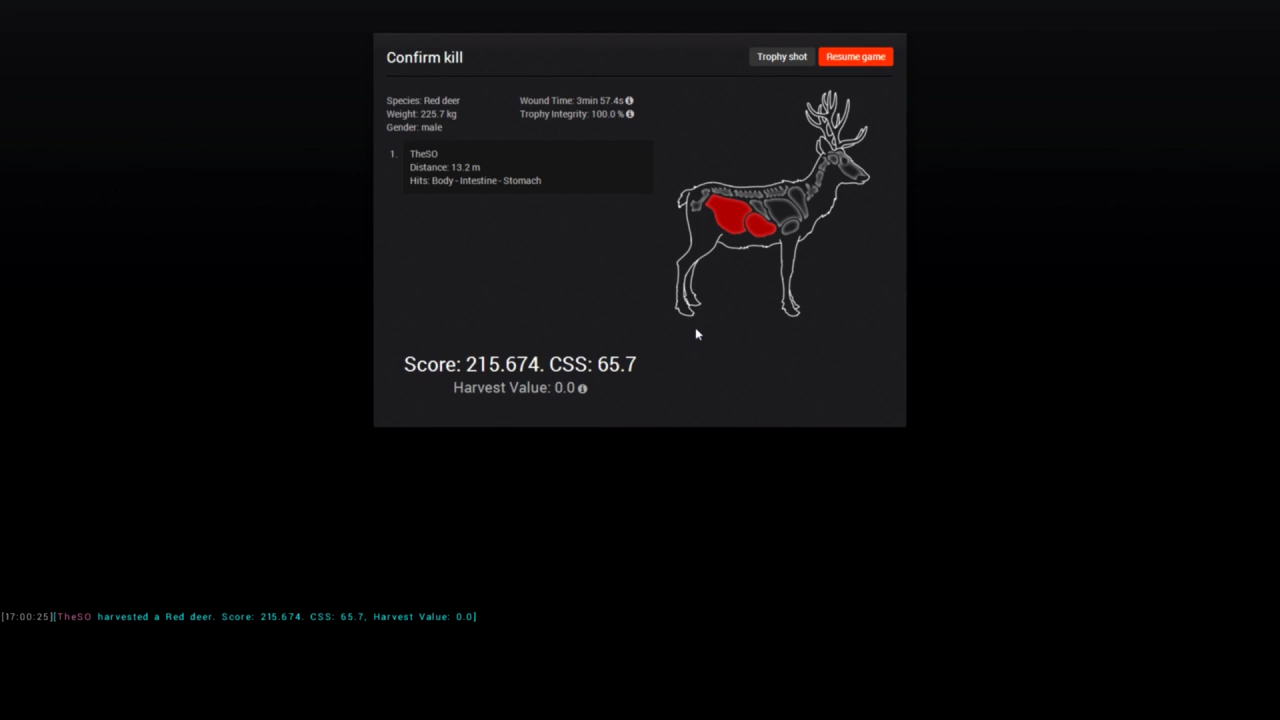 Confirm kill
Trophy shot
Resume game
Species: Red deer
Weight: 225.7 kg
Gender: male
Wound Time: 3min 57.4s
Trophy Integrity: 100.0 %
1.
TheSO
Distance: 13.2 m
Hits: Body - Intestine - Stomach
Score: 215.674. CSS: 65.7
Harvest Value: 0.0
[17:00:25][TheSO harvested a Red deer. Score: 215.674. CSS: 65.7, Harvest Value: 0.0]